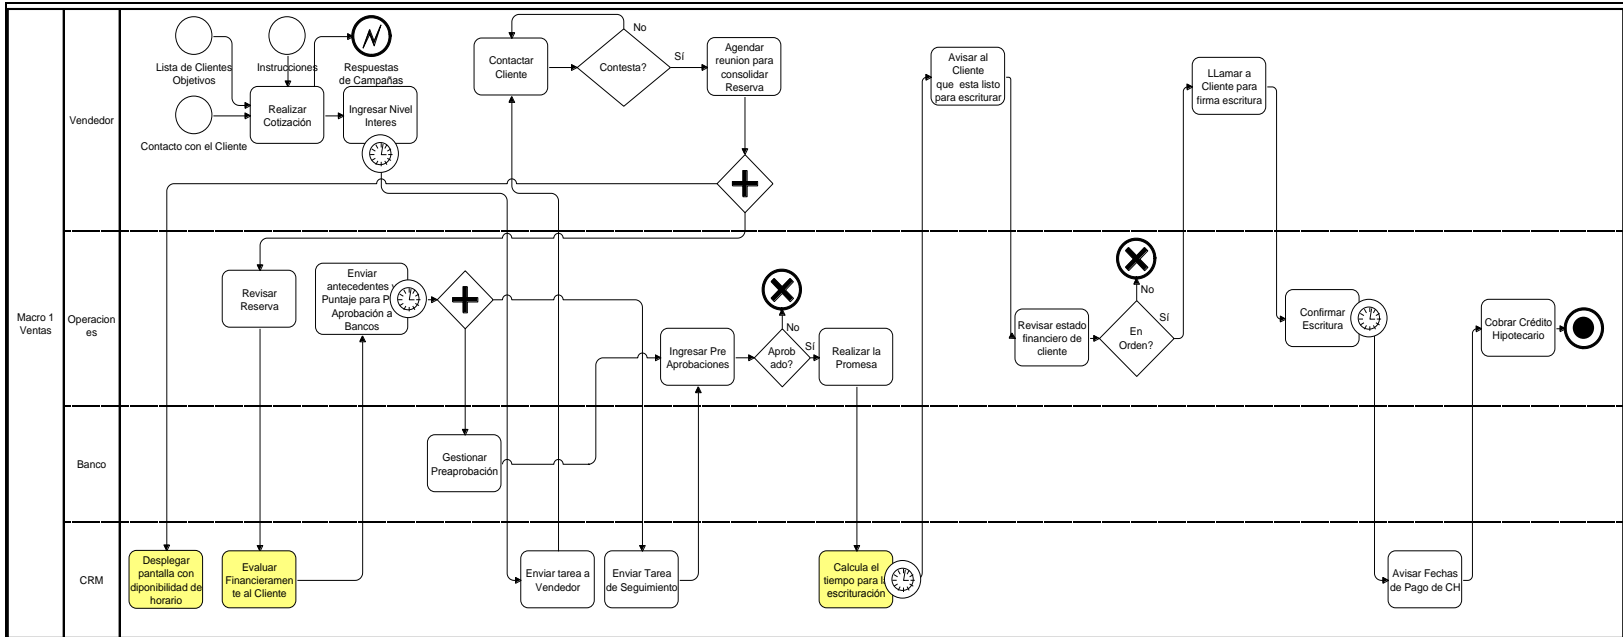 Macro 1
Ventas
Vendedor
Lista de Clientes
Objetivos
Instrucciones
Respuestas
de Campañas
Contacto con el Cliente
Realizar
Cotización
Ingresar Nivel
Interes
Contactar
Cliente
Contesta?
No
Sí
Agendar
reunion para
consolidar
Reserva
Avisar al
Cliente
que esta listo
para escriturar
LLamar a
Cliente para
firma escritura
Operacion
es
Revisar
Reserva
Enviar
antecedentes y
Puntaje para P
Aprobación a
Bancos
Ingresar Pre
Aprobaciones
Aprob
ado?
No
Sí
Realizar la
Promesa
Revisar estado
financiero de
cliente
En
Orden?
No
Sí
Confirmar
Escritura
Cobrar Crédito
Hipotecario
Banco
Gestionar
Preaprobación
CRM
Desplegar
pantalla con
diponibilidad de
horario
Evaluar
Financieramen
te al Cliente
Enviar tarea a
Vendedor
Enviar Tarea
de Seguimiento
Calcula el
tiempo para la
escrituración
Avisar Fechas
de Pago de CH